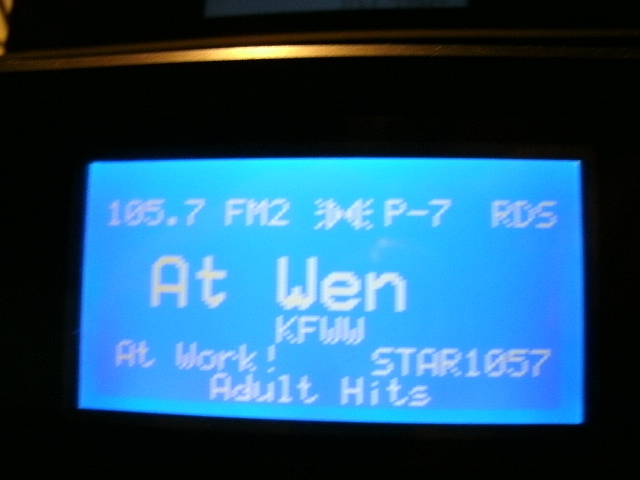 105.7 FM2 P-7 RDS
At Wen
KFWW
At Work! STAR1057
Adult Hits